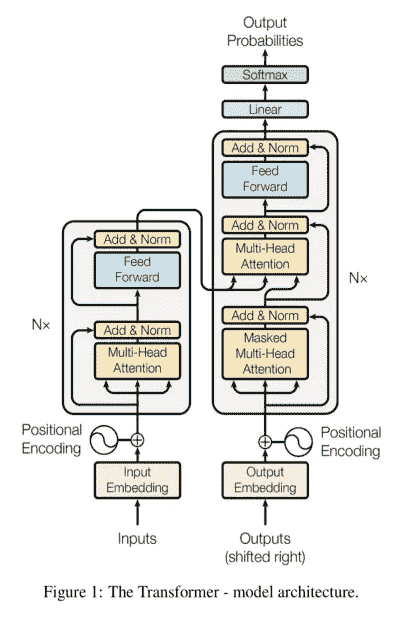 Output
Probabilities
Softmax
Linear
Add & Norm
Feed
Forward
Add & Norm
Multi-Head
Attention
Add & Norm
Masked
Multi-Head
Attention
Nx
Add & Norm
Feed
Forward
Add & Norm
Multi-Head
Attention
Nx
Positional
Encoding
Positional
Encoding
Input
Embedding
Output
Embedding
Inputs
Outputs
(shifted right)
Figure 1: The Transformer - model architecture.